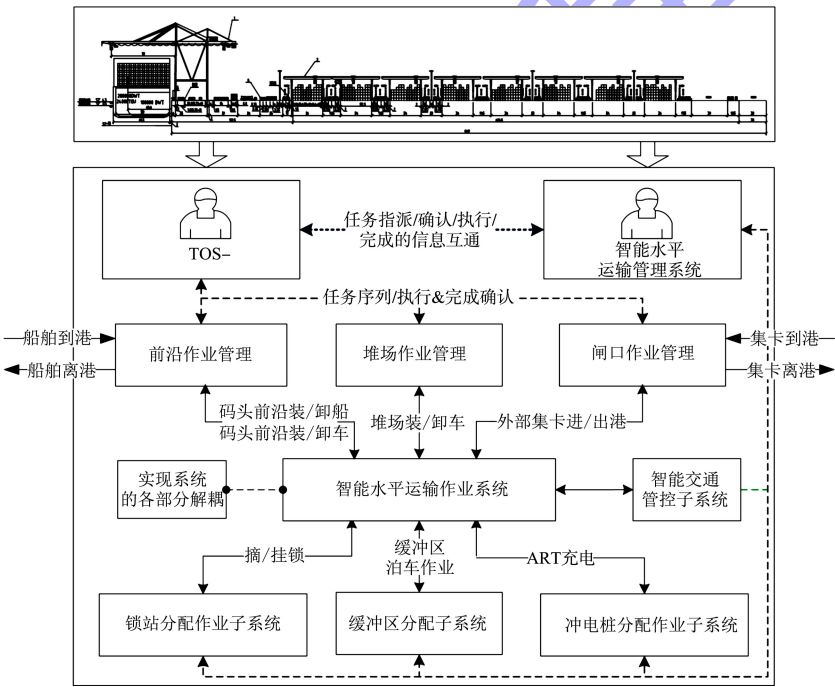 TOS–
任务指派/确认/执行/
完成的信息互通
智能水平
运输管理系统
任务序列/执行&完成确认
船舶到港
船舶离港
前沿作业管理
堆场作业管理
闸口作业管理
集卡到港
集卡离港
码头前沿装/卸船
码头前沿装/卸车
堆场装/卸车
外部集卡进/出港
实现系统
的各部分解耦
智能水平运输作业系统
智能交通
管控子系统
摘/挂锁
缓冲区
泊车作业
ART充电
锁站分配作业子系统
缓冲区分配子系统
冲电桩分配作业子系统